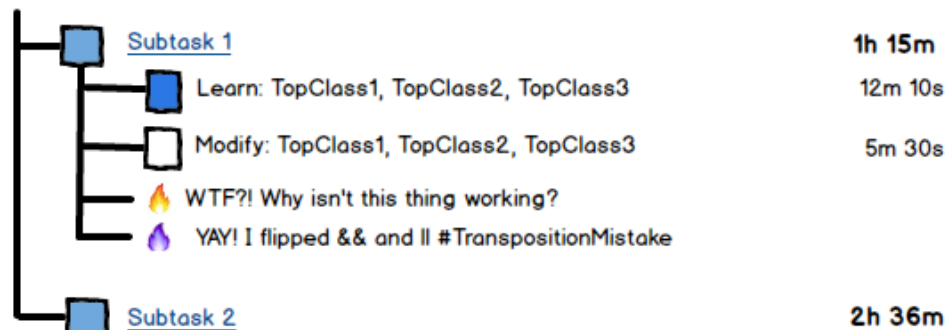 Subtask 1 1h 15m
Learn: TopClass1, TopClass2, TopClass3 12m 10s
Modify: TopClass1, TopClass2, TopClass3 5m 30s
WTF?! Why isn't this thing working?
YAY! I flipped && and || #TranspositionMistake
Subtask 2 2h 36m